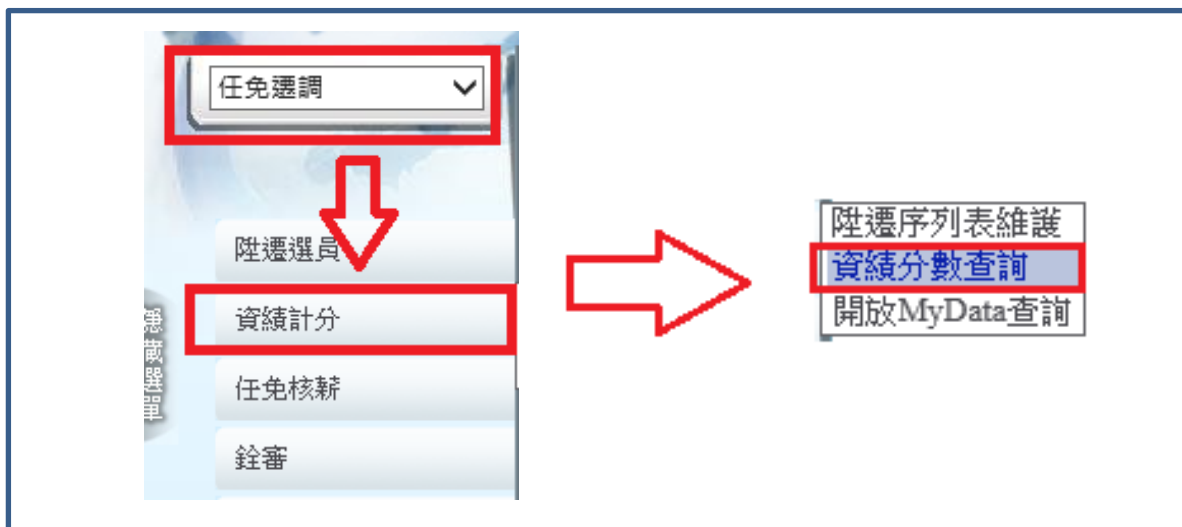 任免遷調
陞遷選員
資績計分
任免核薪
銓審
隱藏選單
陞遷序列表維護
資績分數查詢
開放MyData查詢